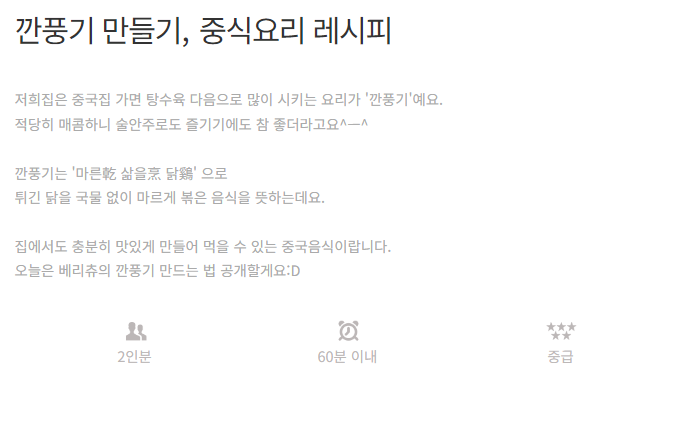 깐풍기 만들기, 중식요리 레시피
저희집은 중국집 가면 탕수육 다음으로 많이 시키는 요리가 '깐풍기'예요.
적당히 매콤하니 술안주로도 즐기기에도 참 좋더라고요^ㅡ^
깐풍기는 '마른乾 삶을烹 닭鷄' 으로
튀긴 닭을 국물 없이 마르게 볶은 음식을 뜻하는데요.
집에서도 충분히 맛있게 만들어 먹을 수 있는 중국음식이랍니다.
오늘은 베리츄의 깐풍기 만드는 법 공개할게요:D
2인분
60분 이내
중급